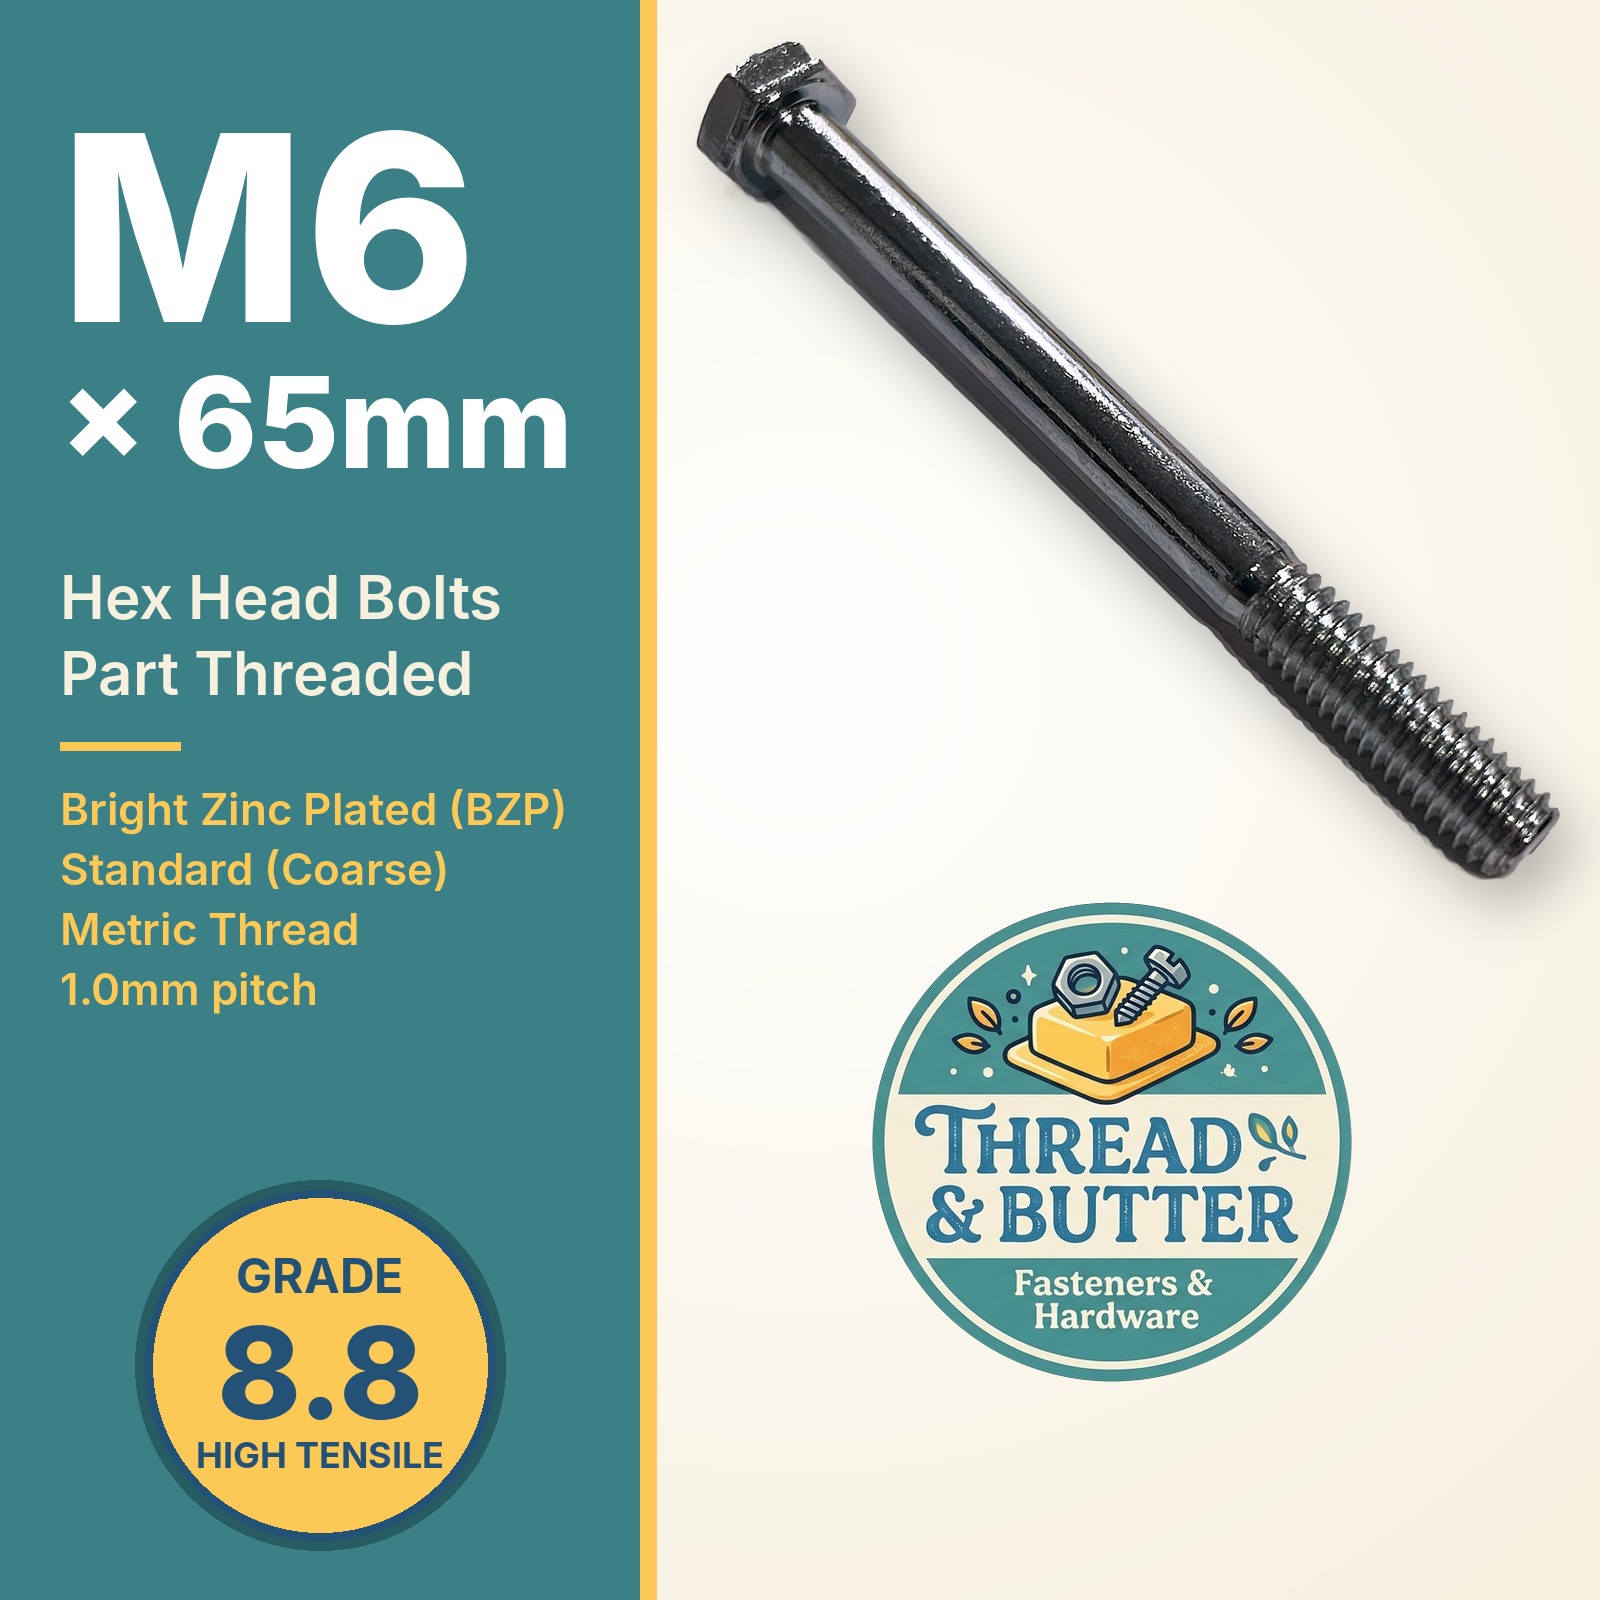 M6
× 65mm
Hex Head Bolts
Part Threaded
Bright Zinc Plated (BZP)
Standard (Coarse)
Metric Thread
1.0mm pitch
GRADE
8.8
HIGH TENSILE
THREAD
& BUTTER
Fasteners &
Hardware